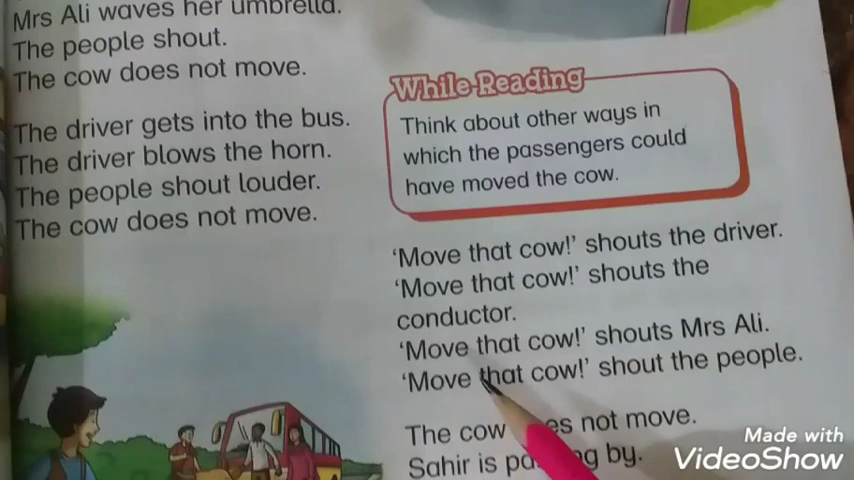 Mrs Ali waves her umbrella.
The people shout.
The cow does not move.
The driver gets into the bus.
The driver blows the horn.
The people shout louder.
The cow does not move.
While-Reading
Think about other ways in
which the passengers could
have moved the cow.
'Move that cow!' shouts the driver.
'Move that cow!' shouts the
conductor.
'Move that cow!' shouts Mrs Ali.
'Move that cow!' shout the people.
The cow does not move.
Sahir is passing by.
Made with
VideoShow